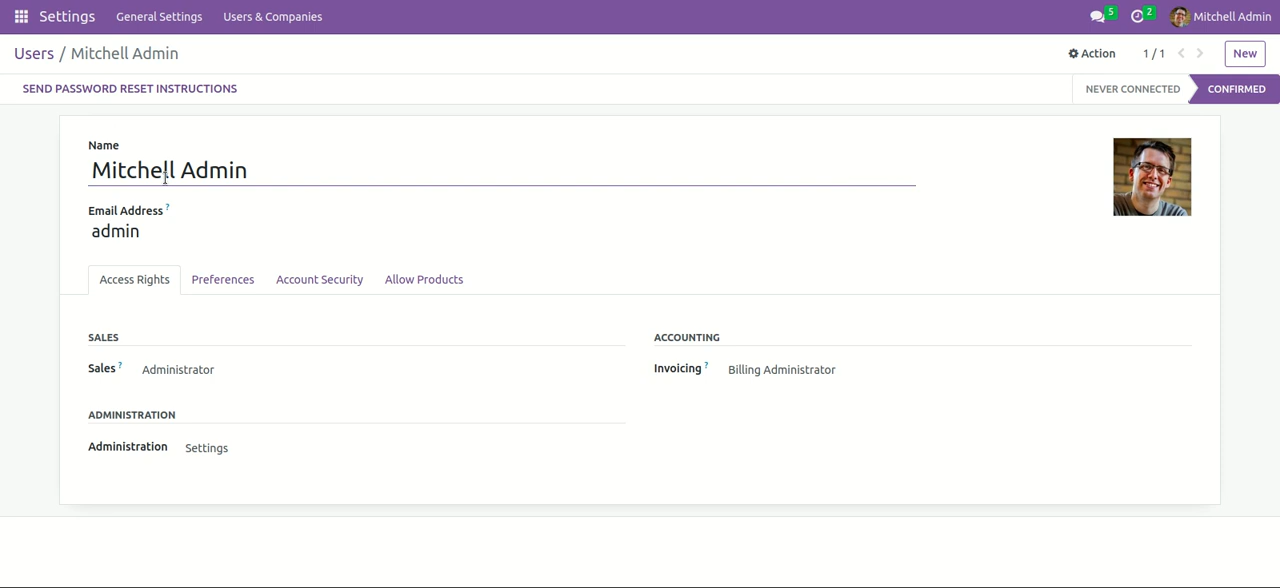 Settings General Settings Users & Companies 5 2 Mitchell Admin
Users / Mitchell Admin Action 1 / 1 New
SEND PASSWORD RESET INSTRUCTIONS NEVER CONNECTED CONFIRMED
Name
Mitchell Admin
Email Address ?
admin
Access Rights Preferences Account Security Allow Products
SALES ACCOUNTING
Sales ? Administrator Invoicing ? Billing Administrator
ADMINISTRATION
Administration Settings